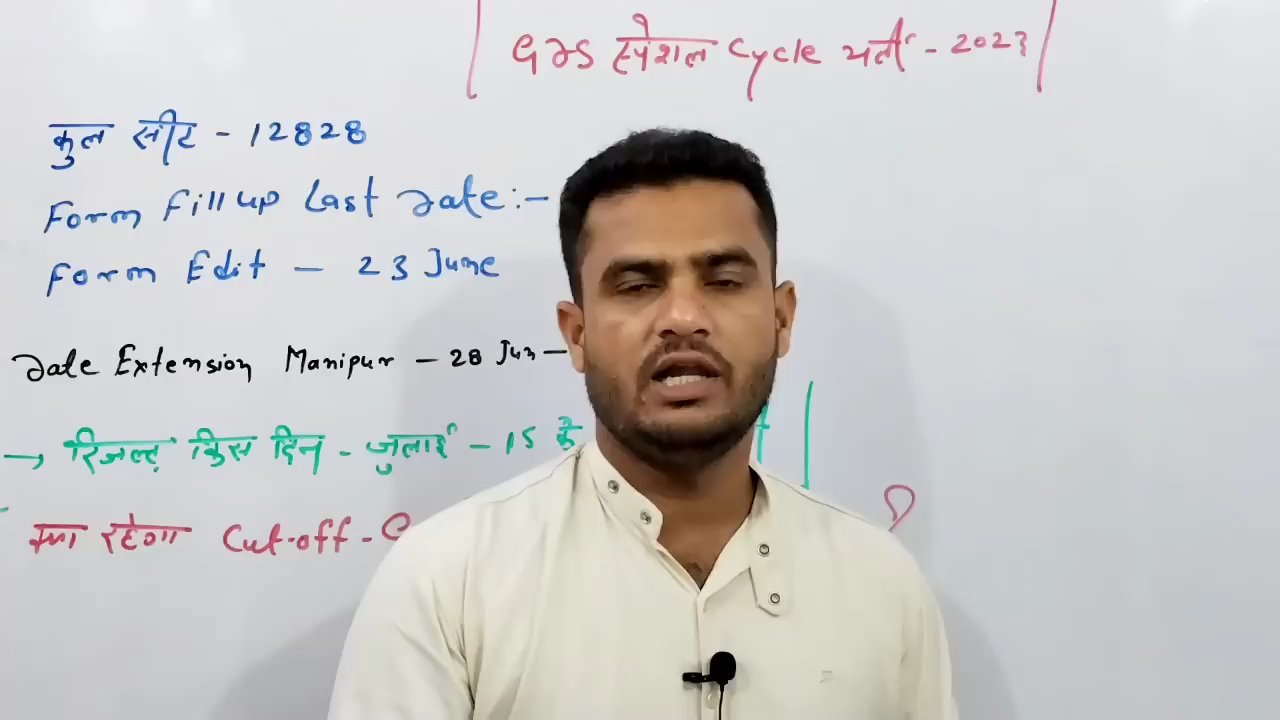 GDS स्पेशल Cycle भर्ती - 2023
कुल सीट - 12828
Form Fill up Last Date :-
Form Edit - 23 June
Date Extension Manipur - 28 Jun -
→ रिजल्ट किस दिन - जुलाई - 15 के
क्या रहेगा Cut-off -